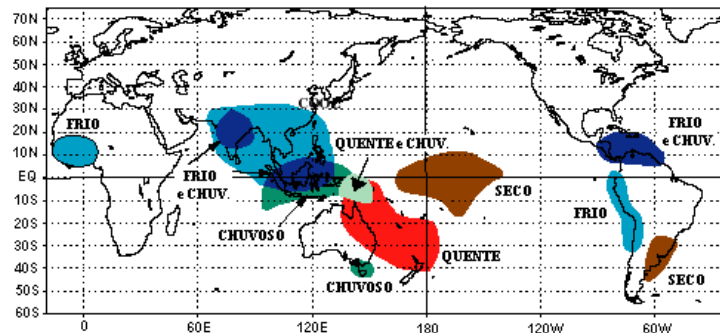 70N
60N
50N
40N
30N
20N
10N
EQ
10S
20S
30S
40S
50S
60S
FRIO
FRIO
e CHUV.
QUENTE e CHUV.
CHUVOSO
CHUVOSO
QUENTE
SECO
FRIO
e CHUV.
FRIO
SECO
0
60E
120E
180
120W
60W